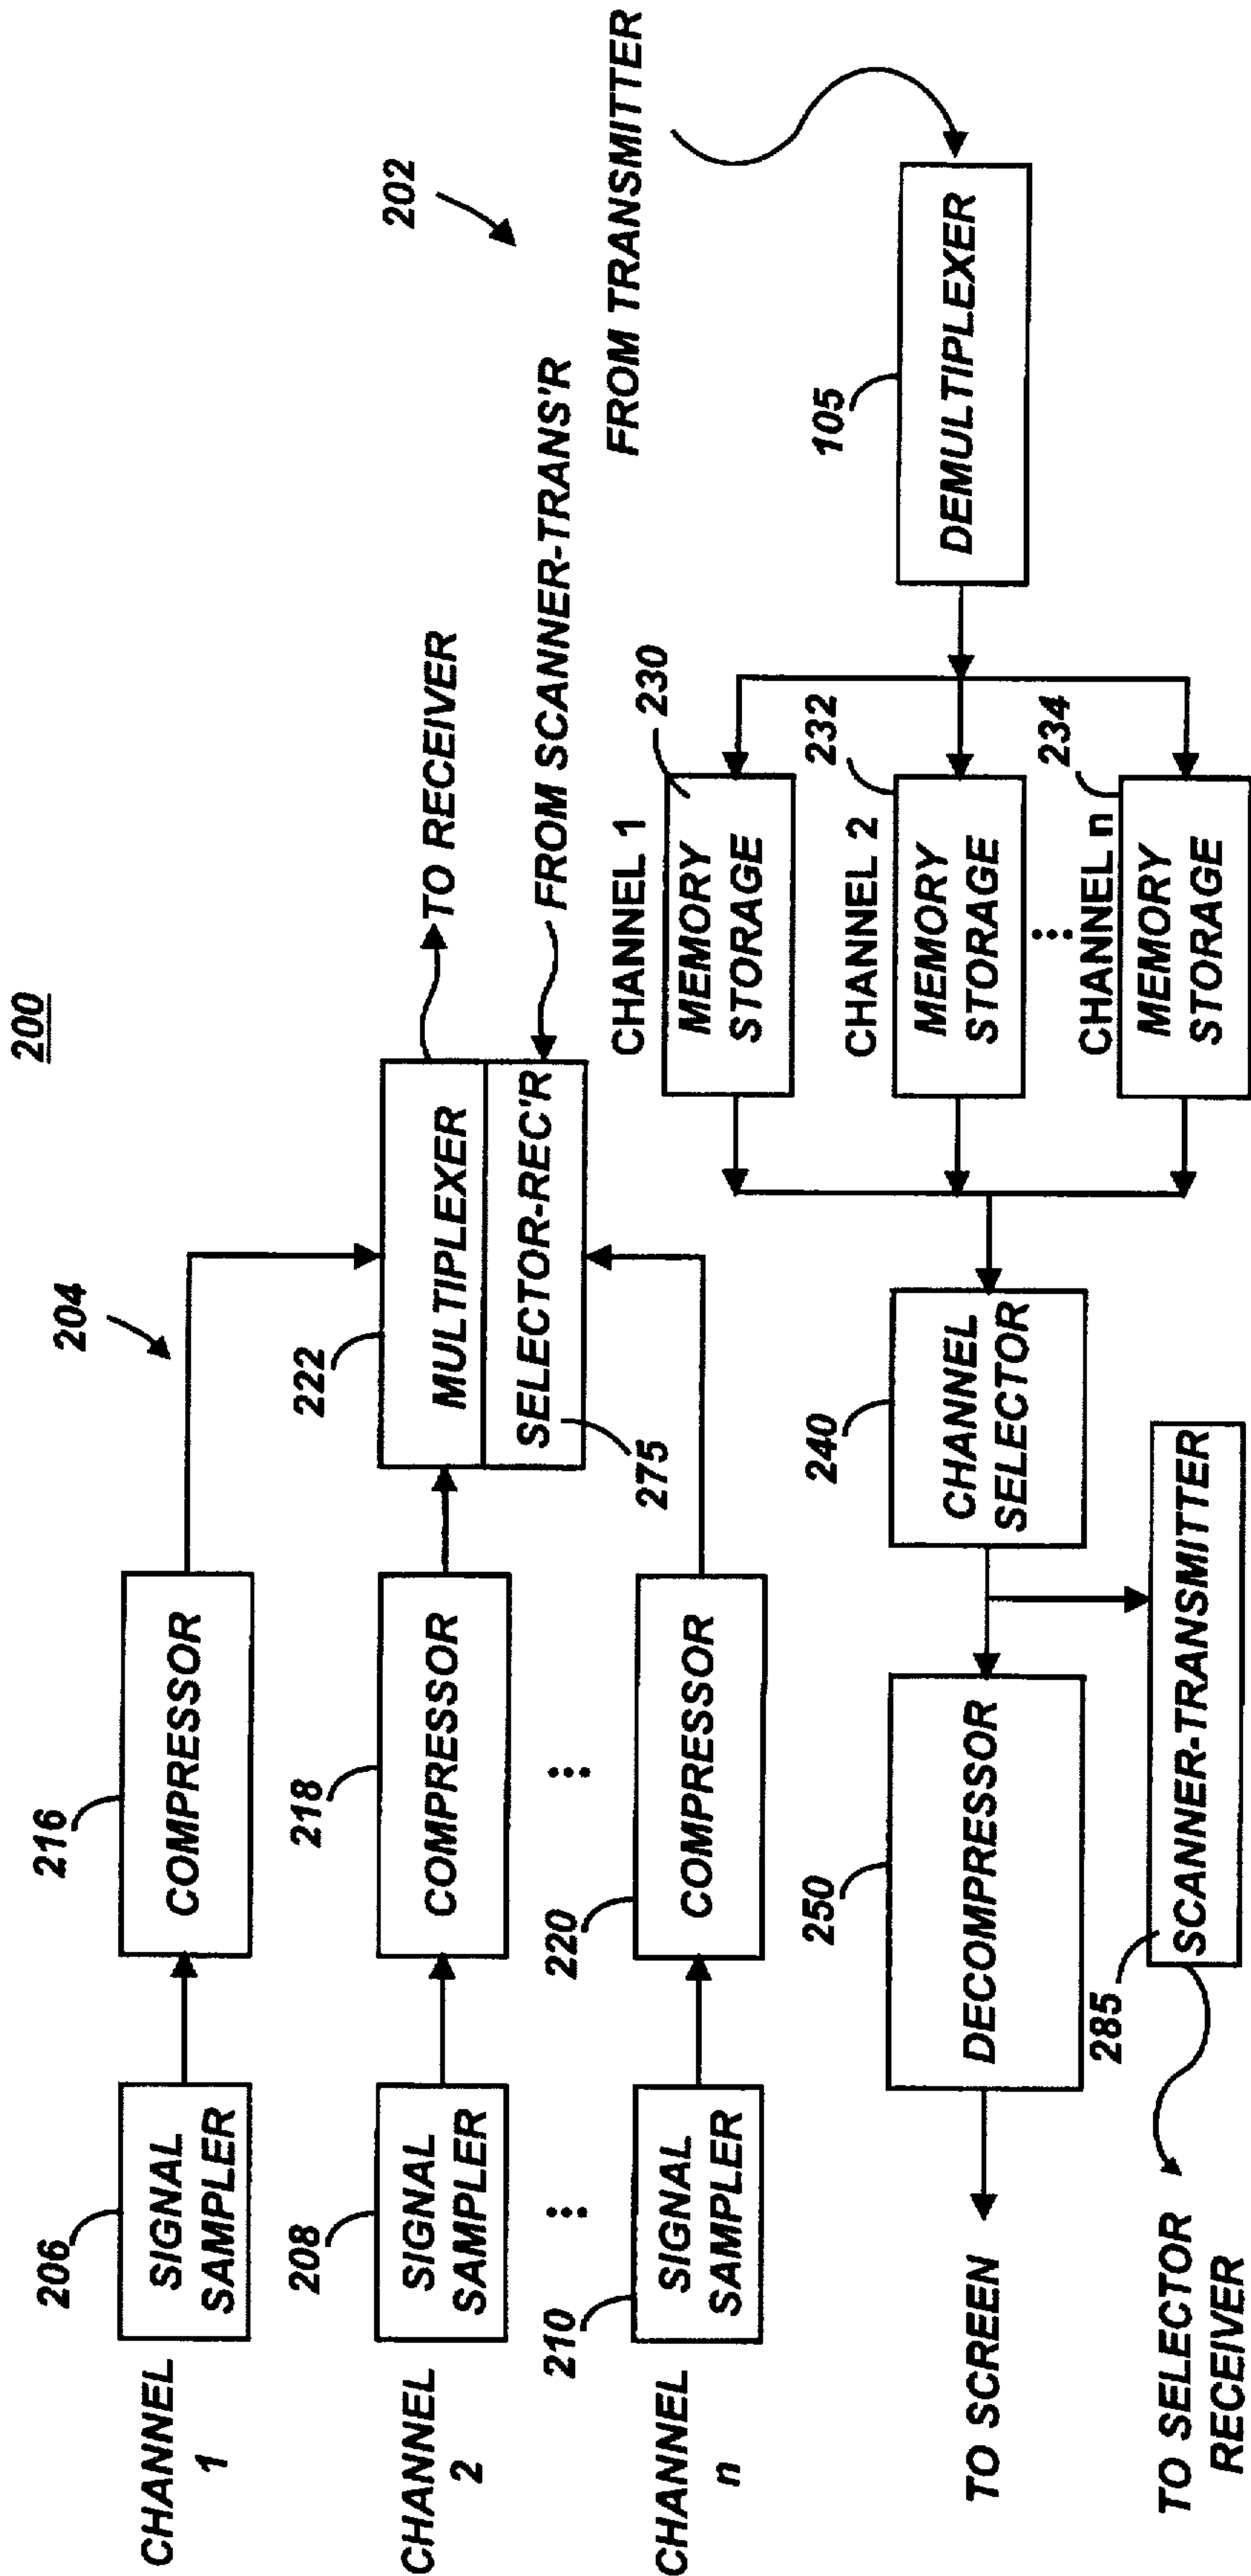 200
204
202
CHANNEL
1
206
SIGNAL
SAMPLER
216
COMPRESSOR
CHANNEL
2
208
SIGNAL
SAMPLER
218
COMPRESSOR
222
MULTIPLEXER
TO RECEIVER
SELECTOR-REC'R
275
FROM SCANNER-TRANS'R
CHANNEL
n
210
SIGNAL
SAMPLER
220
COMPRESSOR
FROM TRANSMITTER
105
DEMULTIPLEXER
CHANNEL 1
230
MEMORY
STORAGE
CHANNEL 2
232
MEMORY
STORAGE
CHANNEL n
234
MEMORY
STORAGE
240
CHANNEL
SELECTOR
250
DECOMPRESSOR
TO SCREEN
285
SCANNER-TRANSMITTER
TO SELECTOR
RECEIVER